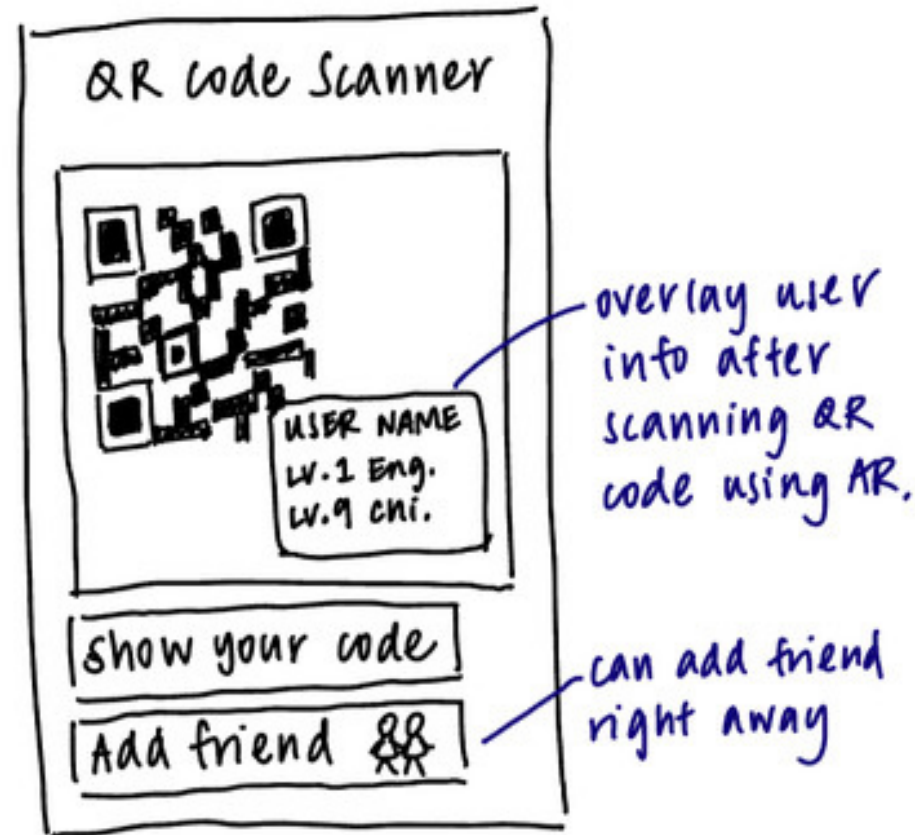 QR code Scanner
USER NAME
LV.1 Eng.
LV.9 chi.
overlay user
info after
scanning QR
code using AR.
show your code
Add friend
can add friend
right away